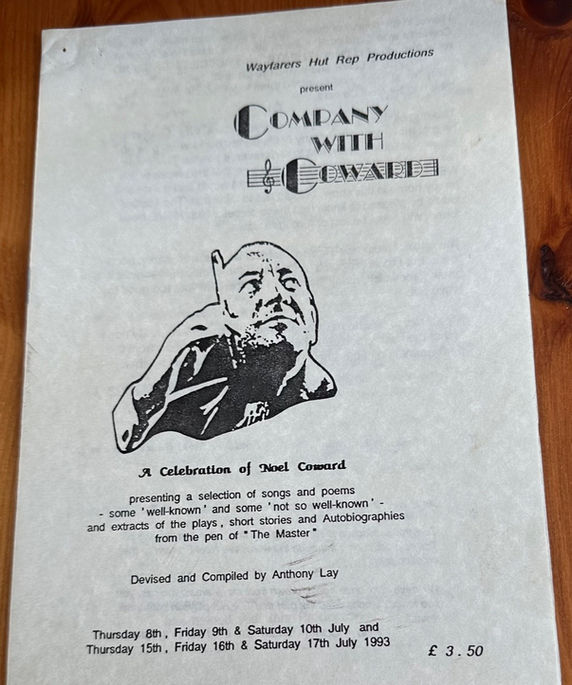 Wayfarers Hut Rep Productions
present
COMPANY
WITH
COWARD
A Celebration of Noel Coward
presenting a selection of songs and poems
- some 'well-known' and some 'not so well-known' -
and extracts of the plays, short stories and Autobiographies
from the pen of "The Master"
Devised and Compiled by Anthony Lay
Thursday 8th, Friday 9th & Saturday 10th July and
Thursday 15th, Friday 16th & Saturday 17th July 1993
£ 3.50